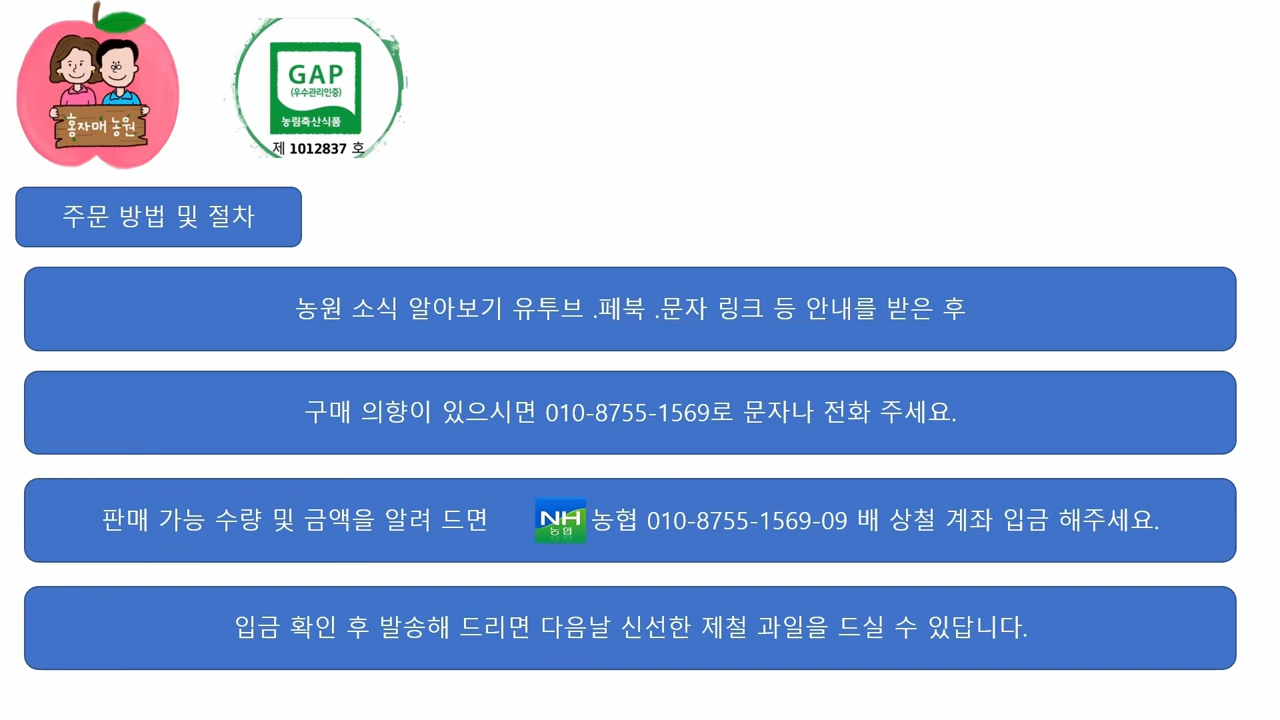 홍자매 농원
GAP
(우수관리인증)
농림축산식품
제 1012837 호
주문 방법 및 절차
농원 소식 알아보기 유투브 .페북 .문자 링크 등 안내를 받은 후
구매 의향이 있으시면 010-8755-1569로 문자나 전화 주세요.
판매 가능 수량 및 금액을 알려 드면 NH 농협 농협 010-8755-1569-09 배 상철 계좌 입금 해주세요.
입금 확인 후 발송해 드리면 다음날 신선한 제철 과일을 드실 수 있답니다.